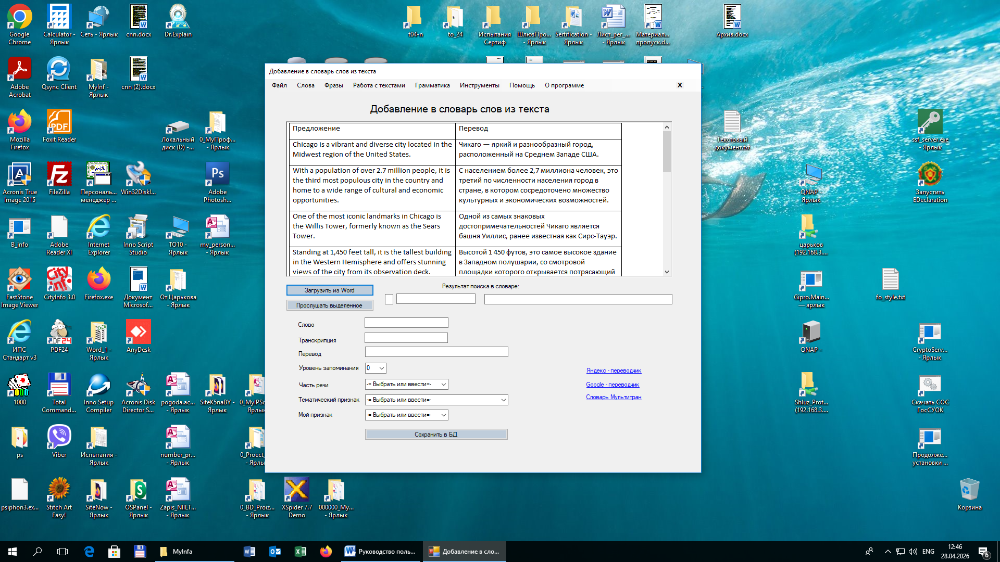 Google
Chrome
Calculator -
Ярлык
Сеть - Ярлык
cnn.docx
Dr.Explain
t04-n
to_24
Испытания
Сертиф
ШлюзПро...
- Ярлык
Sertification -
Ярлык
Лист_рег_...
- Ярлык
Материал...
пропуск.d...
Архив.docx
Adobe
Acrobat
Qsync Client
MyInf -
Ярлык
cnn (2).docx
Mozilla
Firefox
Foxit Reader
Локальный
диск (D) -...
0_МуПроф...
- Ярлык
Текстовый
документ.txt
ssf_server.exe
- Ярлык
Acronis True
Image 2015
FileZilla
Персональ...
менеджер ...
Win32DiskI...
Adobe
Photosh...
QNAP
Ярлык
Запустить
EDeclaration
B_info
Adobe
Reader XI
Internet
Explorer
Inno Script
Studio
TO10 -
Ярлык
my_person...
- Ярлык
царьков
(192.168.3....
FastStone
Image Viewer
CityInfo 3.0
Firefox.exe
Документ
Microsof...
От Царькова
- Ярлык
Gipro.Main...
— ярлык
fo_style.txt
ИПС
Стандарт v3
PDF24
Word_1 -
Ярлык
AnyDesk
QNAP -
CryptoServ...
- Ярлык
1000
Total
Command...
Inno Setup
Compiler
Acronis Disk
Director S...
pogoda.ac...
- Ярлык
SiteK5naBY -
Ярлык
Shluz_Prot...
(192.168.3....
Скачать СОС
ГосСУОК
ps
Viber
Испытания -
Ярлык
number_pr...
- Ярлык
Продолже...
установки ...
psiphon3.ex...
Stitch Art
Easy!
SiteNow -
Ярлык
OSPanel -
Ярлык
Zapis_NIILT...
- Ярлык
0_BD_Proiz...
- Ярлык
XSpider 7.7
Demo
000000_My...
- Ярлык
Корзина
Добавление в словарь слов из текста
Файл Слова Фразы Работа с текстами Грамматика Инструменты Помощь О программе X
Добавление в словарь слов из текста
Предложение
Перевод
Chicago is a vibrant and diverse city located in the
Midwest region of the United States.
Чикаго — яркий и разнообразный город,
расположенный на Среднем Западе США.
With a population of over 2.7 million people, it is
the third most populous city in the country and
home to a wide range of cultural and economic
opportunities.
С населением более 2,7 миллиона человек, это
третий по численности населения город в
стране, в котором сосредоточено множество
культурных и экономических возможностей.
One of the most iconic landmarks in Chicago is
the Willis Tower, formerly known as the Sears
Tower.
Одной из самых знаковых
достопримечательностей Чикаго является
башня Уиллис, ранее известная как Сирс-Тауэр.
Standing at 1,450 feet tall, it is the tallest building
in the Western Hemisphere and offers stunning
views of the city from its observation deck.
Высотой 1 450 футов, это самое высокое здание
в Западном полушарии, со смотровой
площадки которого открывается потрясающий
Загрузить из Word
Результат поиска в словаре:
Прослушать выделенное
Слово
Транскрипция
Перевод
Уровень запоминания 0
Часть речи -= Выбрать или ввести=-
Тематический признак -= Выбрать или ввести=-
Мой признак -= Выбрать или ввести=-
Яндекс - переводчик
Google - переводчик
Словарь Мультитран
Сохранить в БД
MyInfa
Руководство поль...
Добавление в сло...
ENG
12:46
28.04.2026
6